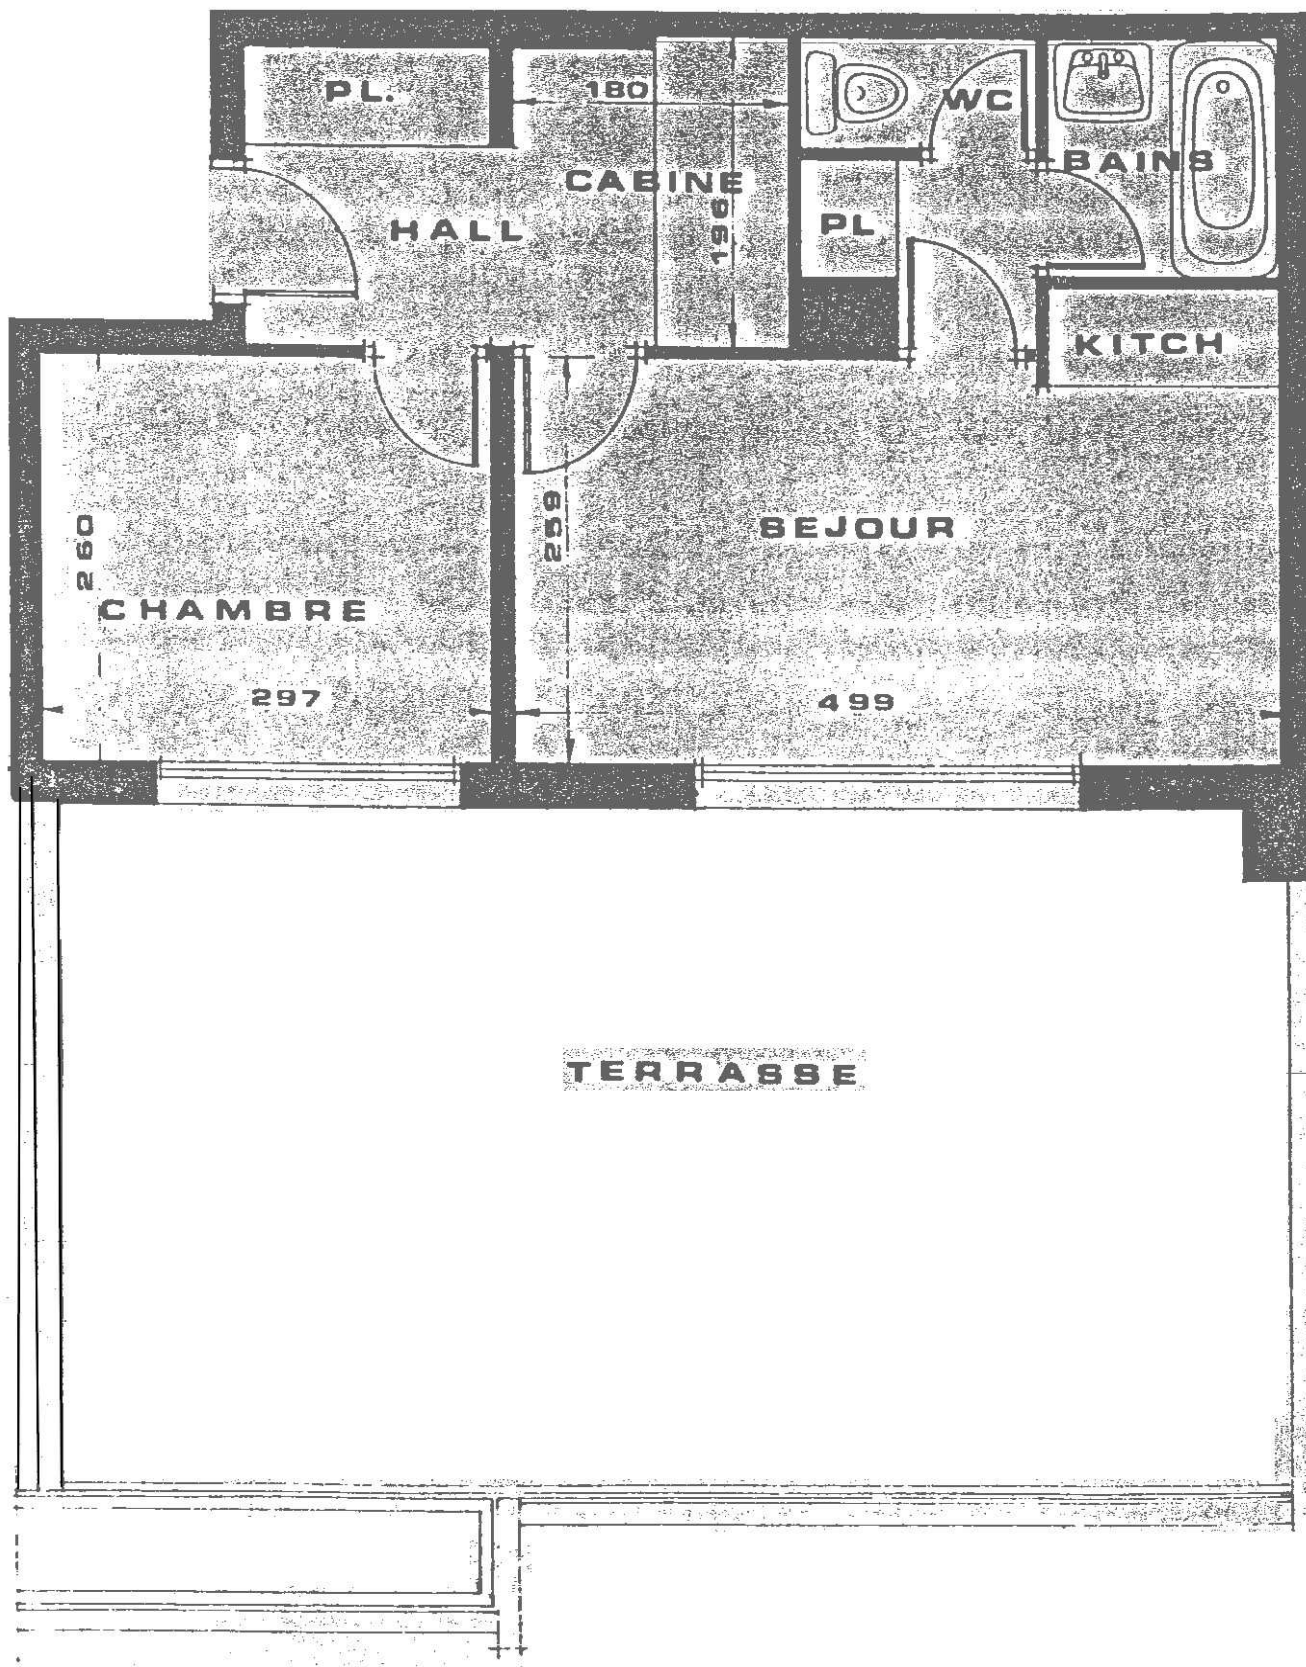 PL.
180
WC
BAINS
CABINE
196
HALL
PL
KITCH
259
SEJOUR
260
CHAMBRE
297
499
TERRASSE